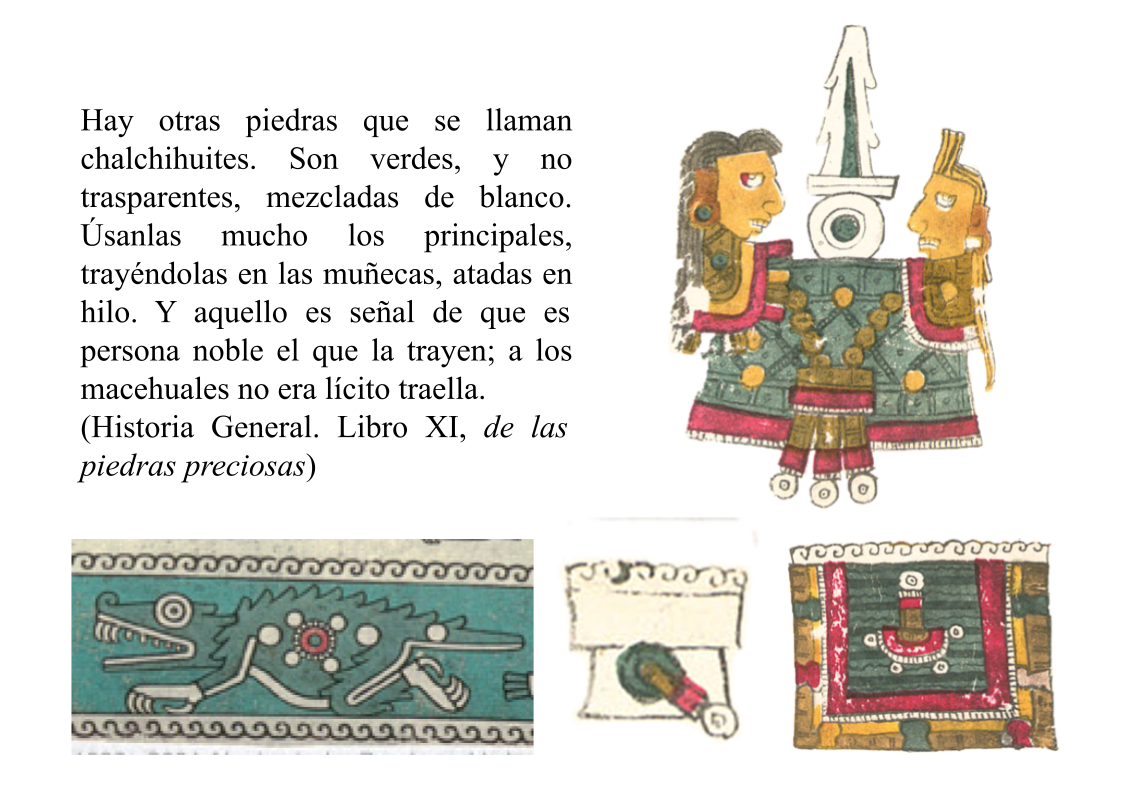 Hay otras piedras que se llaman
chalchihuites. Son verdes, y no
trasparentes, mezcladas de blanco.
Úsanlas mucho los principales,
trayéndolas en las muñecas, atadas en
hilo. Y aquello es señal de que es
persona noble el que la trayen; a los
macehuales no era lícito traella.
(Historia General. Libro XI, de las
piedras preciosas)